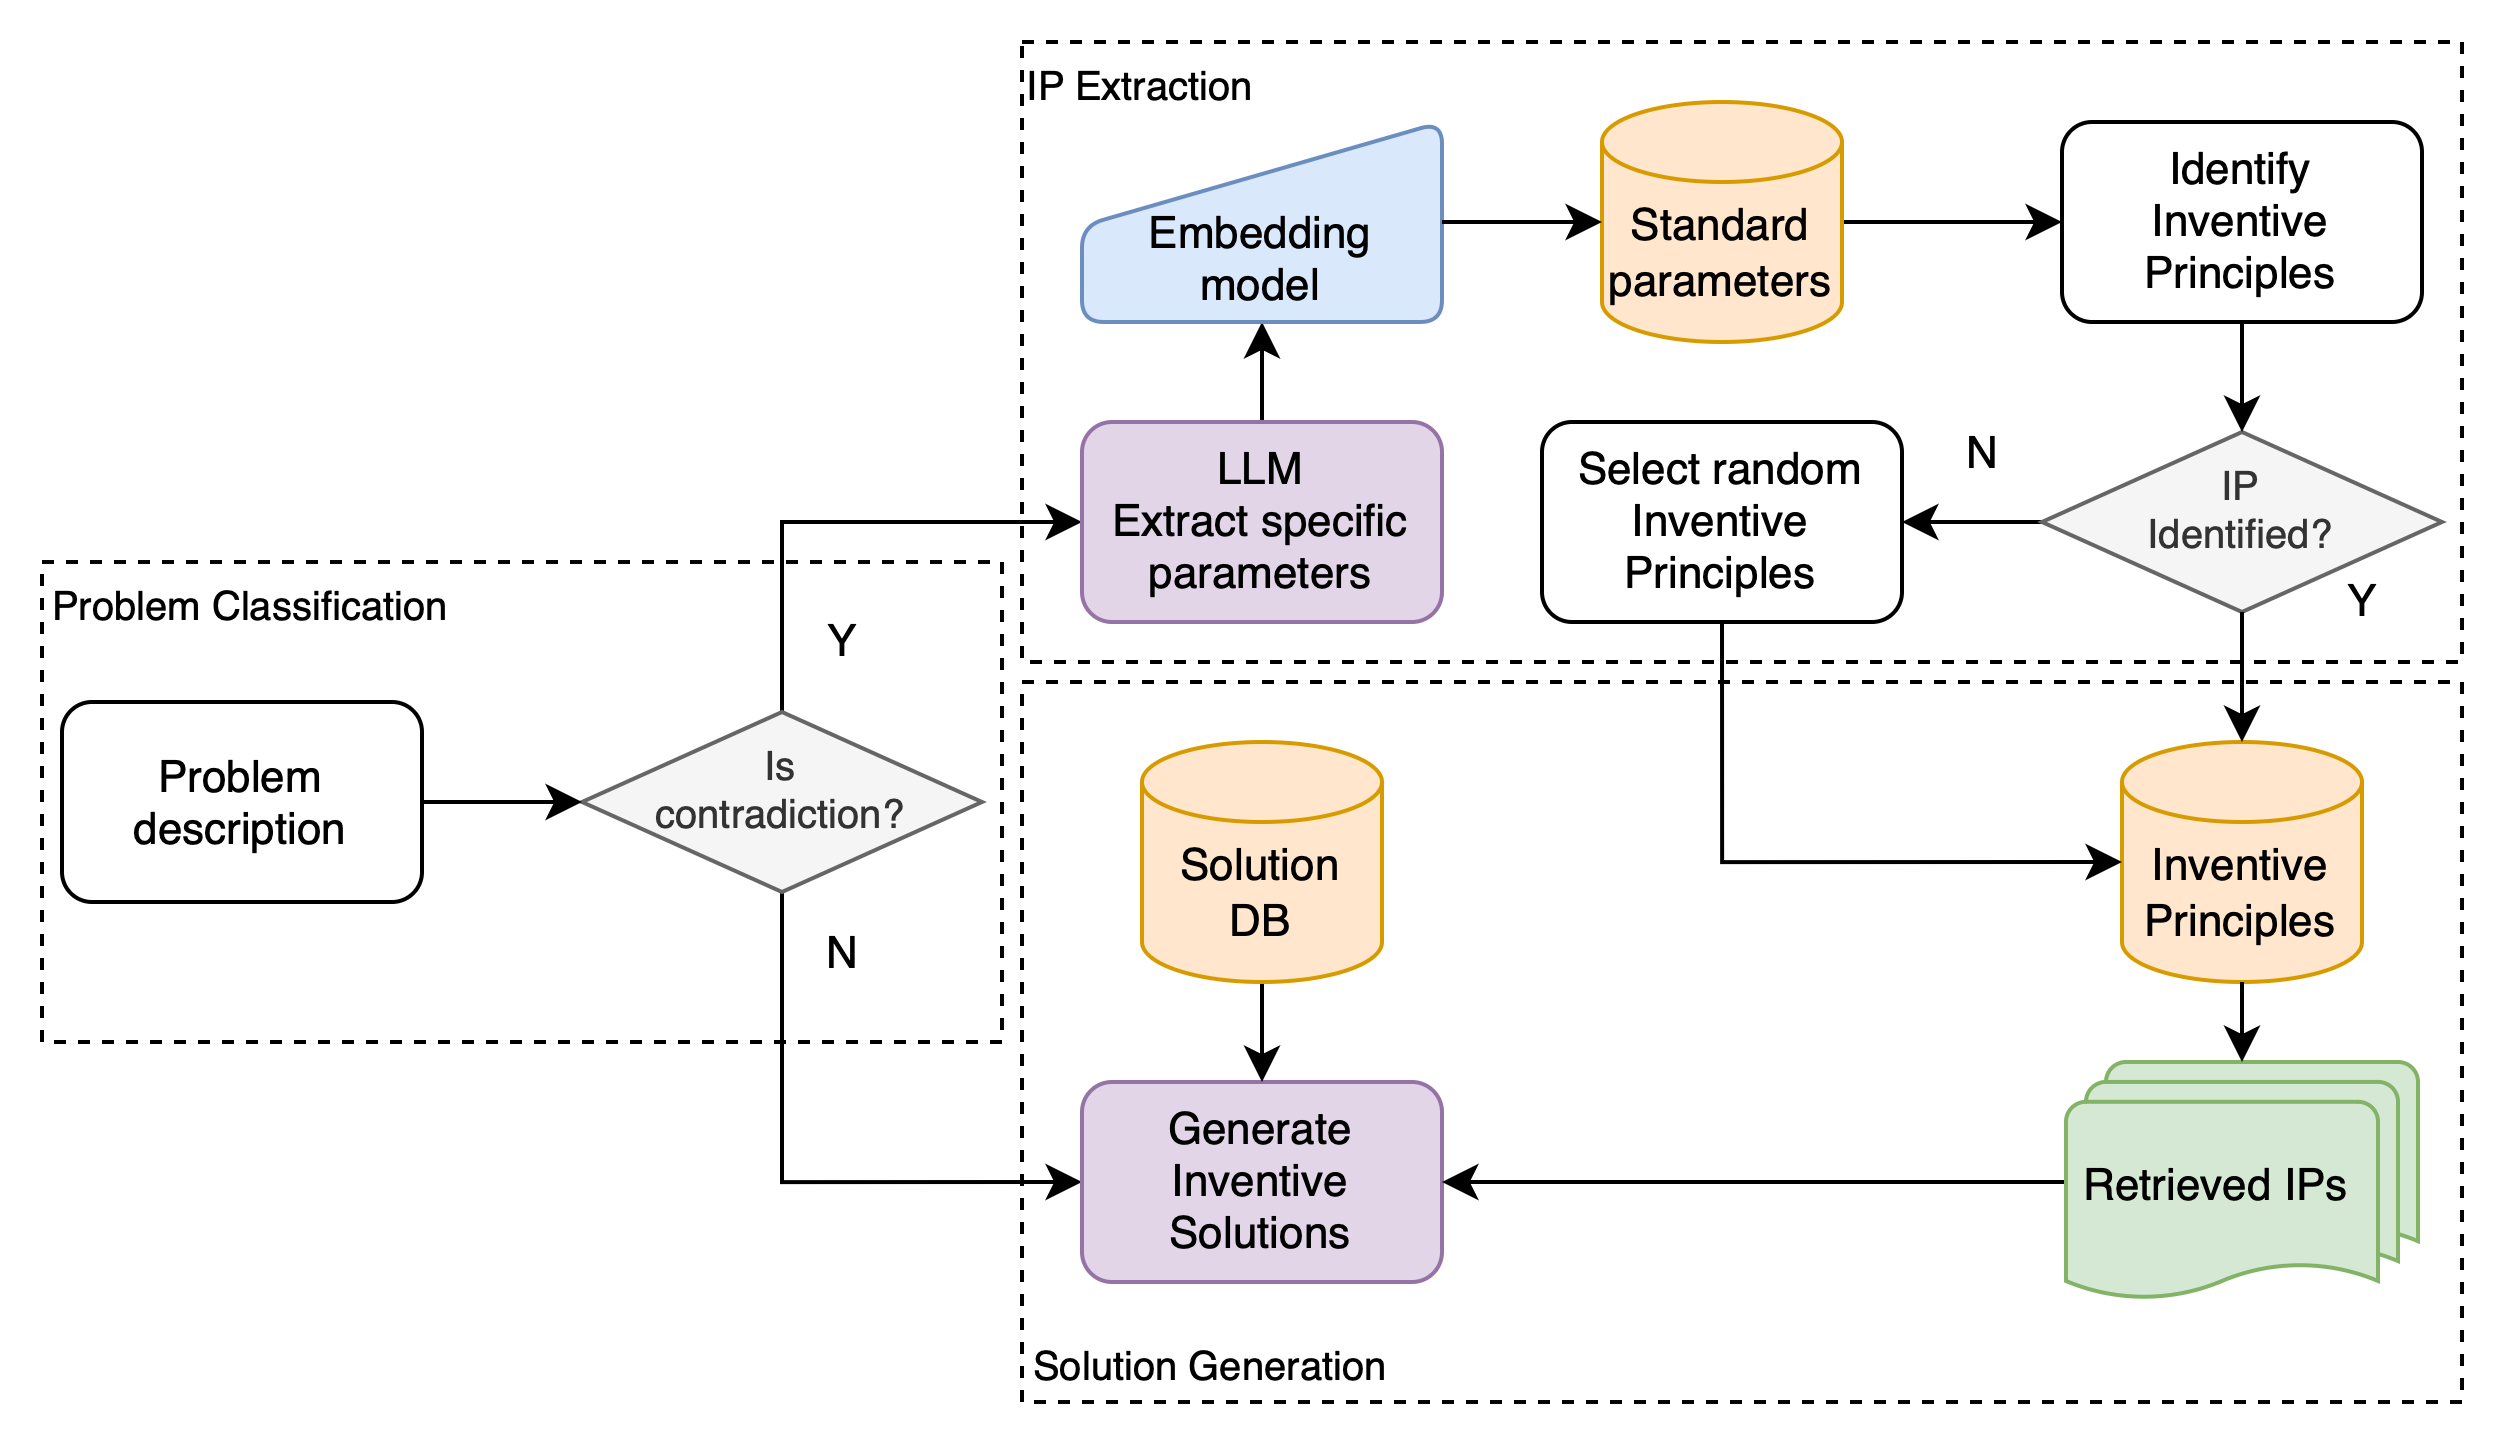 IP Extraction
Embedding
model
Standard
parameters
Identify
Inventive
Principles
LLM
Extract specific
parameters
Select random
Inventive
Principles
N
IP
Identified?
Y
Problem Classification
Problem
description
Is
contradiction?
Y
N
Solution
DB
Inventive
Principles
Generate
Inventive
Solutions
Retrieved IPs
Solution Generation